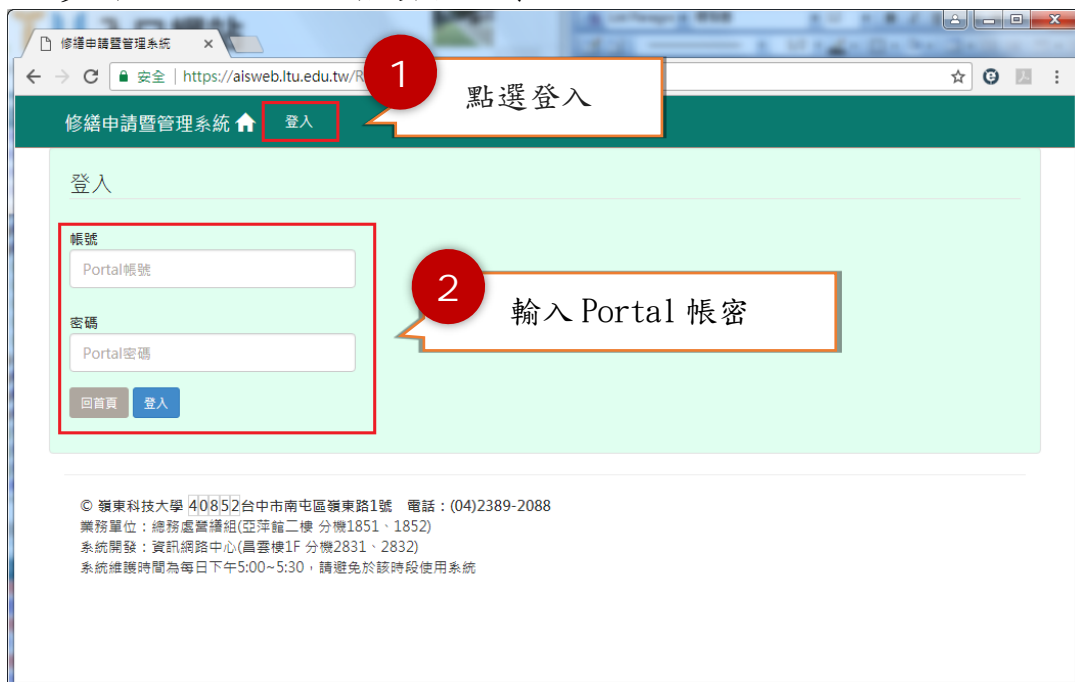 修繕申請暨管理系統
安全 | https://aisweb.ltu.edu.tw/R
1
點選登入
修繕申請暨管理系統 登入
登入
帳號
Portal帳號
2
輸入 Portal 帳密
密碼
Portal密碼
回首頁 登入
© 嶺東科技大學 40852台中市南屯區嶺東路1號 電話：(04)2389-2088
業務單位：總務處營繕組(亞萍館二樓 分機1851、1852)
系統開發：資訊網路中心(昌雲樓1F 分機2831、2832)
系統維護時間為每日下午5:00~5:30，請避免於該時段使用系統